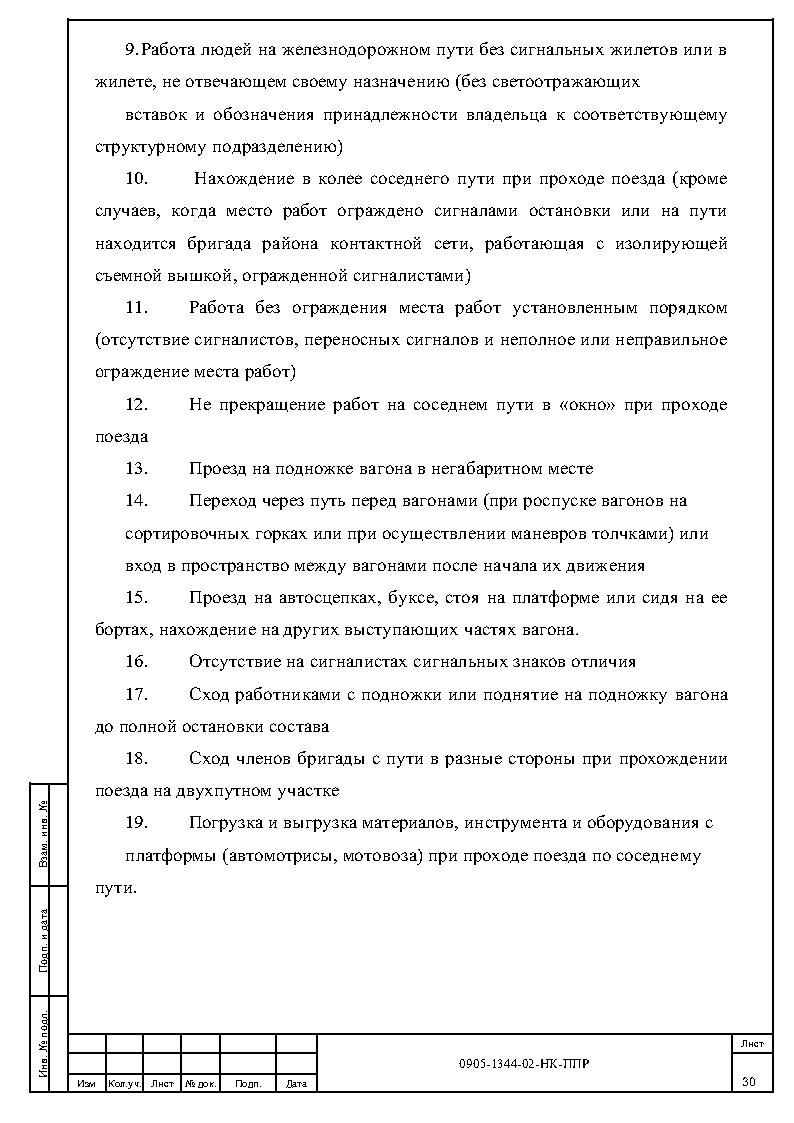 9.Работа людей на железнодорожном пути без сигнальных жилетов или в
жилете, не отвечающем своему назначению (без светоотражающих
вставок и обозначения принадлежности владельца к соответствующему
структурному подразделению)
10. Нахождение в колее соседнего пути при проходе поезда (кроме
случаев, когда место работ ограждено сигналами остановки или на пути
находится бригада района контактной сети, работающая с изолирующей
съемной вышкой, огражденной сигналистами)
11. Работа без ограждения места работ установленным порядком
(отсутствие сигналистов, переносных сигналов и неполное или неправильное
ограждение места работ)
12. Не прекращение работ на соседнем пути в «окно» при проходе
поезда
13. Проезд на подножке вагона в негабаритном месте
14. Переход через путь перед вагонами (при роспуске вагонов на
сортировочных горках или при осуществлении маневров толчками) или
вход в пространство между вагонами после начала их движения
15. Проезд на автосцепках, буксе, стоя на платформе или сидя на ее
бортах, нахождение на других выступающих частях вагона.
16. Отсутствие на сигналистах сигнальных знаков отличия
17. Сход работниками с подножки или поднятие на подножку вагона
до полной остановки состава
18. Сход членов бригады с пути в разные стороны при прохождении
поезда на двухпутном участке
19. Погрузка и выгрузка материалов, инструмента и оборудования с
платформы (автомотрисы, мотовоза) при проходе поезда по соседнему
пути.
Взам. инв. №
Подп. и дата
Инв. № подл.
Изм Кол.уч. Лист № док. Подп. Дата
0905-1344-02-НК-ППР
Лист
30